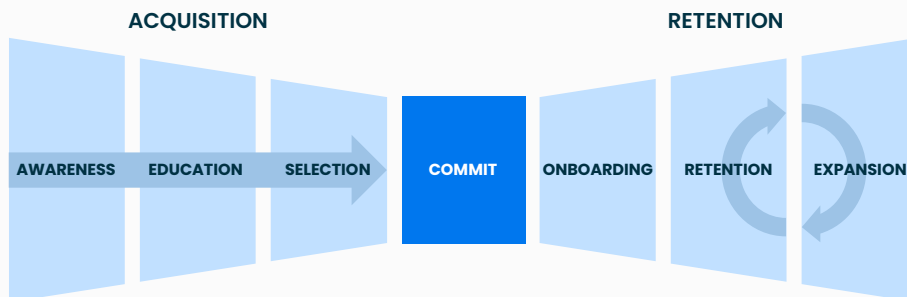 ACQUISITION
RETENTION
AWARENESS
EDUCATION
SELECTION
COMMIT
ONBOARDING
RETENTION
EXPANSION